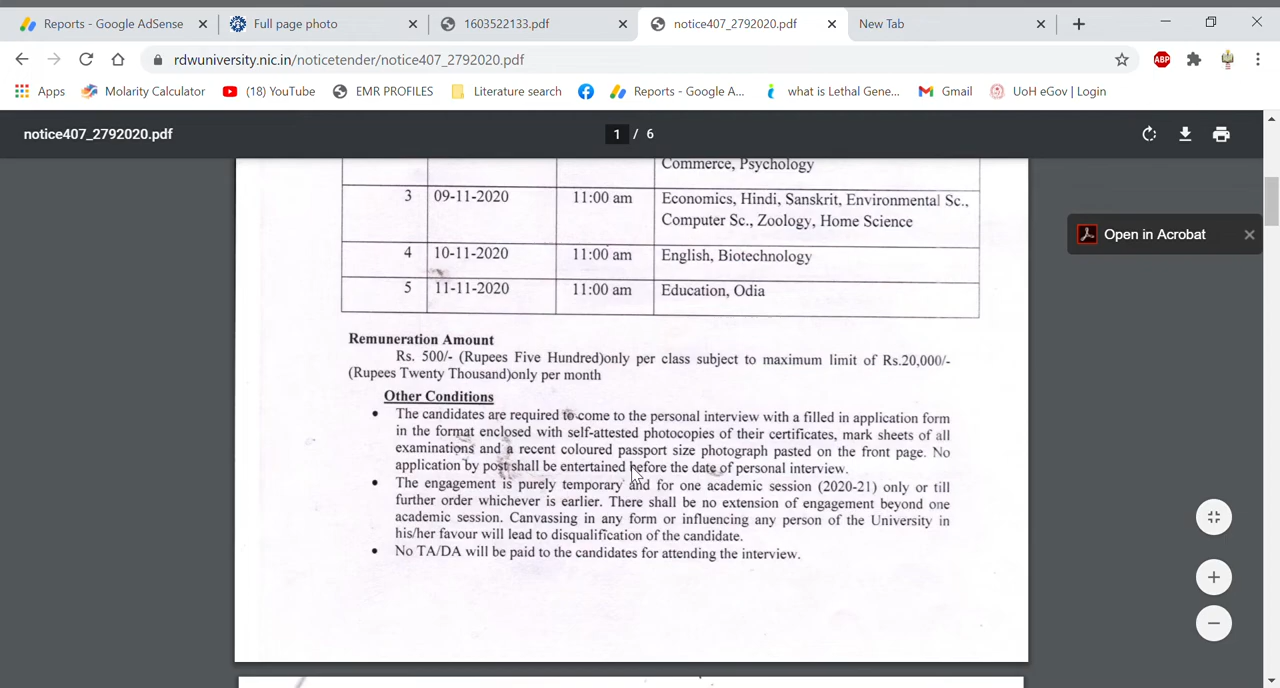 Reports - Google AdSense
Full page photo
1603522133.pdf
notice407_2792020.pdf
New Tab
rdwuniversity.nic.in/noticetender/notice407_2792020.pdf
ABP
Apps
Molarity Calculator
(18) YouTube
EMR PROFILES
Literature search
Reports - Google A...
what is Lethal Gene...
Gmail
UoH eGov | Login
notice407_2792020.pdf
1 / 6
Open in Acrobat
Commerce, Psychology
3 09-11-2020 11:00 am Economics, Hindi, Sanskrit, Environmental Sc.,
Computer Sc., Zoology, Home Science
4 10-11-2020 11:00 am English, Biotechnology
5 11-11-2020 11:00 am Education, Odia
Remuneration Amount
Rs. 500/- (Rupees Five Hundred)only per class subject to maximum limit of Rs.20,000/-
(Rupees Twenty Thousand)only per month
Other Conditions
• The candidates are required to come to the personal interview with a filled in application form
in the format enclosed with self-attested photocopies of their certificates, mark sheets of all
examinations and a recent coloured passport size photograph pasted on the front page. No
application by post shall be entertained before the date of personal interview.
• The engagement is purely temporary and for one academic session (2020-21) only or till
further order whichever is earlier. There shall be no extension of engagement beyond one
academic session. Canvassing in any form or influencing any person of the University in
his/her favour will lead to disqualification of the candidate.
• No TA/DA will be paid to the candidates for attending the interview.